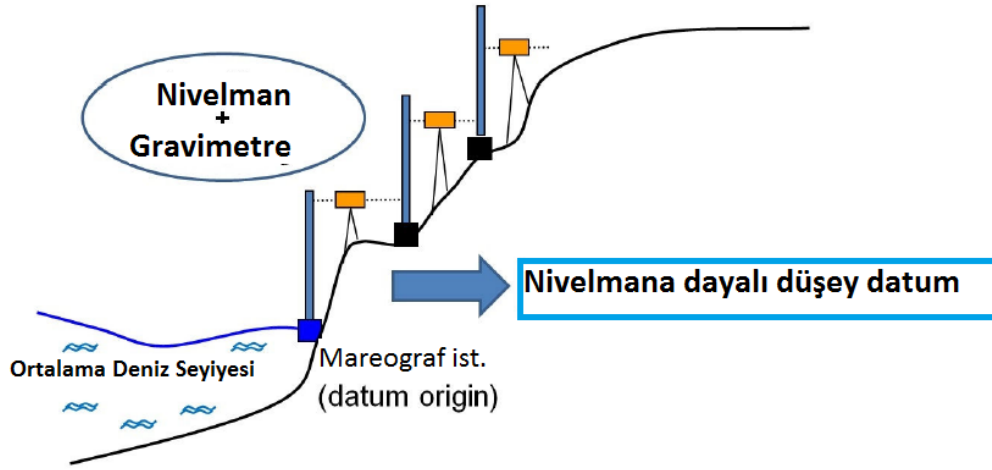 Nivelman
+
Gravimetre
Nivelmana dayalı düşey datum
Ortalama Deniz Seyiyesi
Mareograf ist.
(datum origin)